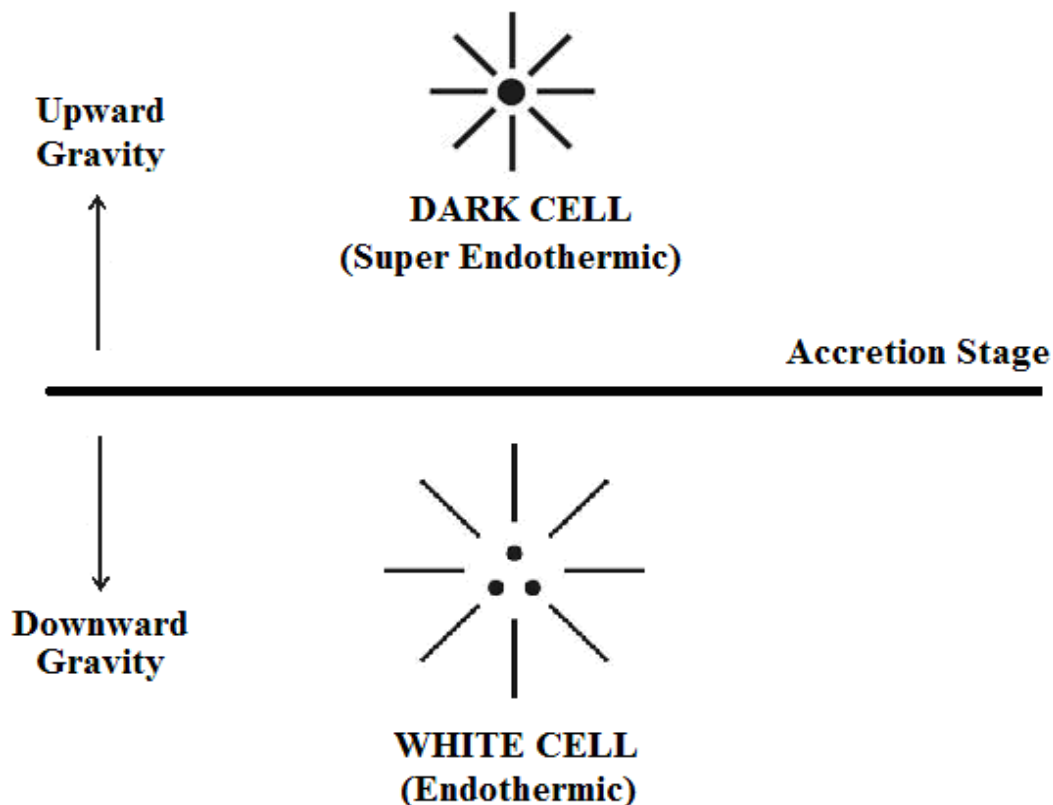 Upward
Gravity
DARK CELL
(Super Endothermic)
Accretion Stage
Downward
Gravity
WHITE CELL
(Endothermic)